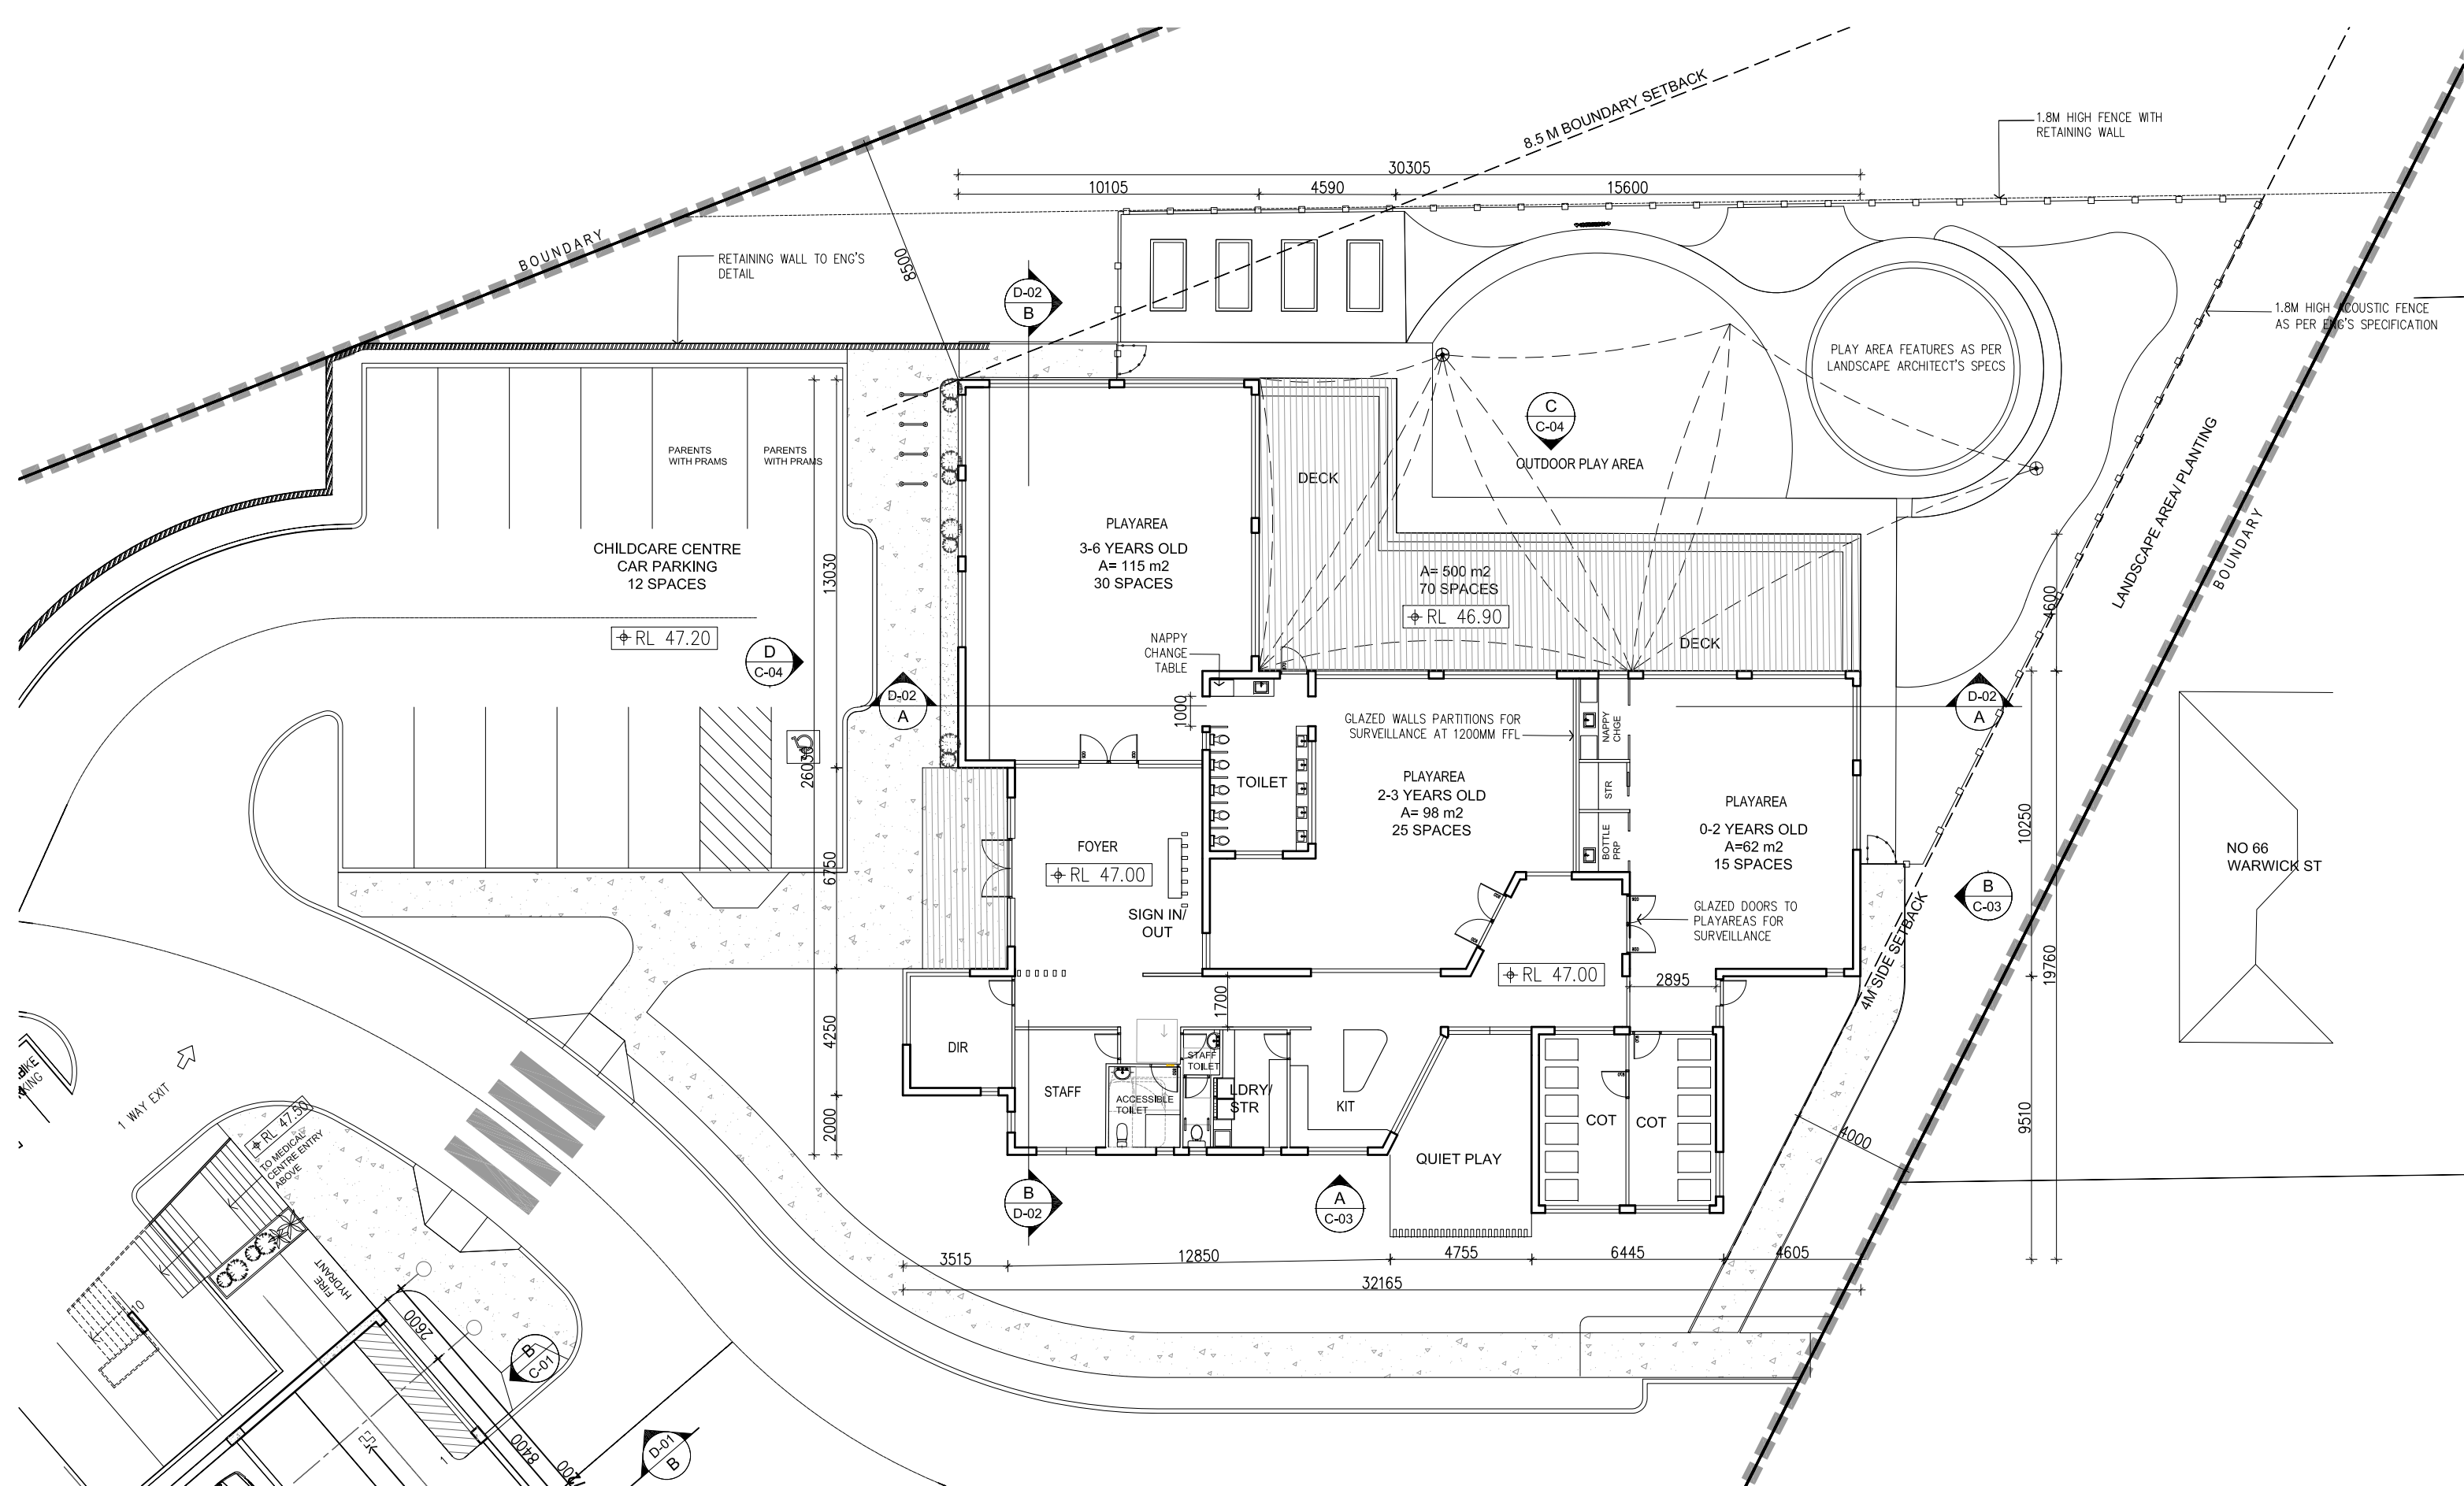 8.5 M BOUNDARY SETBACK
1.8M HIGH FENCE WITH
RETAINING WALL
30305
10105
4590
15600
BOUNDARY
RETAINING WALL TO ENG'S
DETAIL
8500
D-02
B
1.8M HIGH ACOUSTIC FENCE
AS PER ENG'S SPECIFICATION
PLAY AREA FEATURES AS PER
LANDSCAPE ARCHITECT'S SPECS
C
C-04
OUTDOOR PLAY AREA
PARENTS
WITH PRAMS
PARENTS
WITH PRAMS
DECK
LANDSCAPE AREA/ PLANTING
BOUNDARY
CHILDCARE CENTRE
CAR PARKING
12 SPACES
13030
PLAYAREA
3-6 YEARS OLD
A= 115 m2
30 SPACES
A= 500 m2
70 SPACES
RL 46.90
4600
RL 47.20
D
C-04
NAPPY
CHANGE
TABLE
DECK
D-02
A
1000
GLAZED WALLS PARTITIONS FOR
SURVEILLANCE AT 1200MM FFL
NAPPY
CHGE
D-02
A
26030
TOILET
PLAYAREA
2-3 YEARS OLD
A= 98 m2
25 SPACES
STR
BOTTLE
PRP
PLAYAREA
0-2 YEARS OLD
A=62 m2
15 SPACES
10250
NO 66
WARWICK ST
6750
FOYER
RL 47.00
SIGN IN/
OUT
GLAZED DOORS TO
PLAYAREAS FOR
SURVEILLANCE
B
C-03
4M SIDE SETBACK
19760
RL 47.00
2895
1700
4250
DIR
STAFF
STAFF
TOILET
ACCESSIBLE
TOILET
LDRY/
STR
KIT
COT
COT
2000
QUIET PLAY
9510
4000
BIKE
KING
1 WAY EXIT
RL 47.50
TO MEDICAL
CENTRE ENTRY
ABOVE
B
D-02
A
C-03
3515
12850
4755
6445
4605
32165
FIRE
HYDRANT
10
2600
B
C-01
8400
1
D-01
B